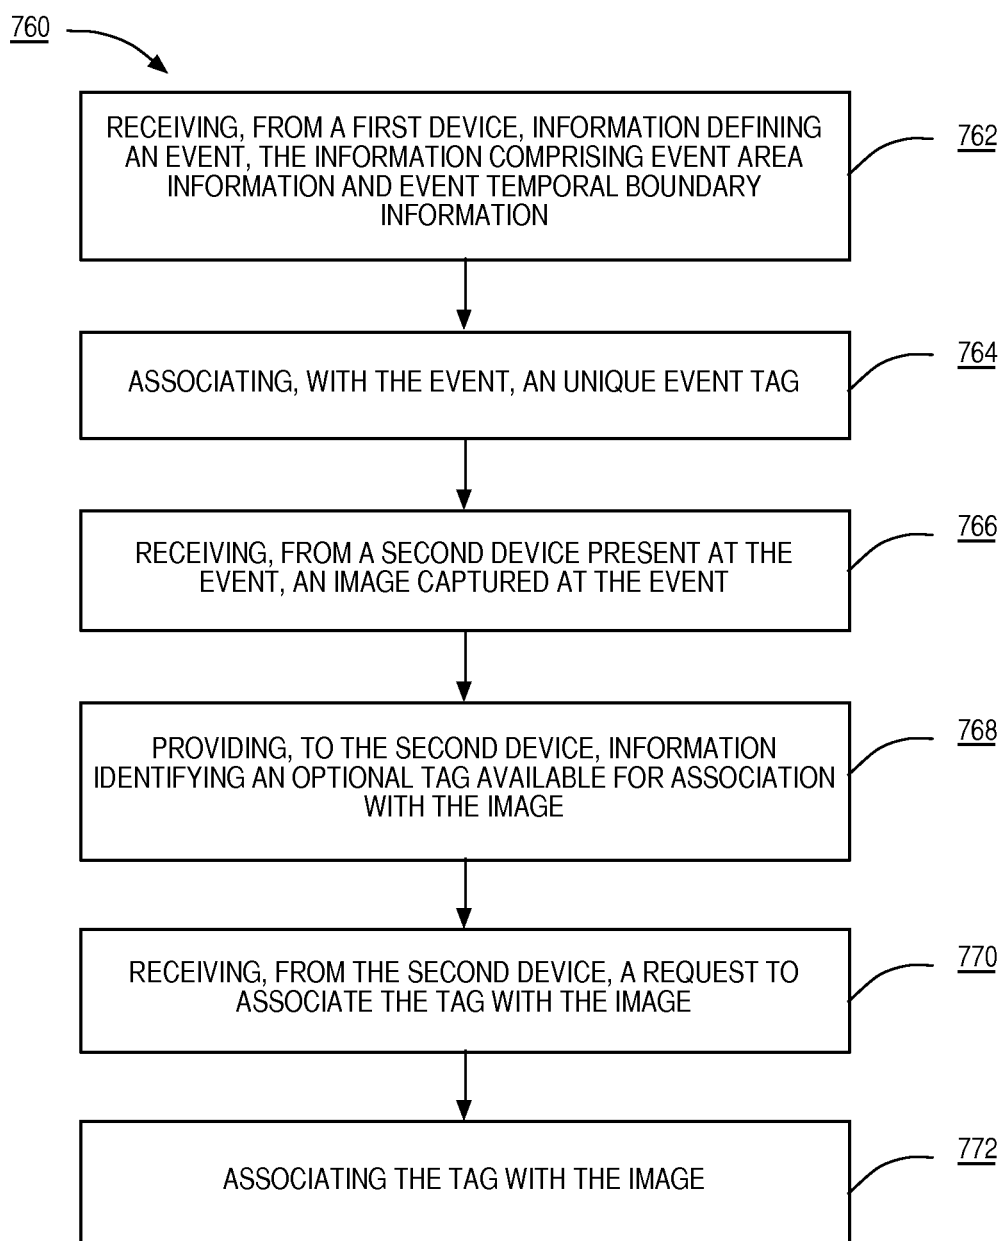 760
RECEIVING, FROM A FIRST DEVICE, INFORMATION DEFINING
AN EVENT, THE INFORMATION COMPRISING EVENT AREA
INFORMATION AND EVENT TEMPORAL BOUNDARY
INFORMATION
762
ASSOCIATING, WITH THE EVENT, AN UNIQUE EVENT TAG
764
RECEIVING, FROM A SECOND DEVICE PRESENT AT THE
EVENT, AN IMAGE CAPTURED AT THE EVENT
766
PROVIDING, TO THE SECOND DEVICE, INFORMATION
IDENTIFYING AN OPTIONAL TAG AVAILABLE FOR ASSOCIATION
WITH THE IMAGE
768
RECEIVING, FROM THE SECOND DEVICE, A REQUEST TO
ASSOCIATE THE TAG WITH THE IMAGE
770
ASSOCIATING THE TAG WITH THE IMAGE
772